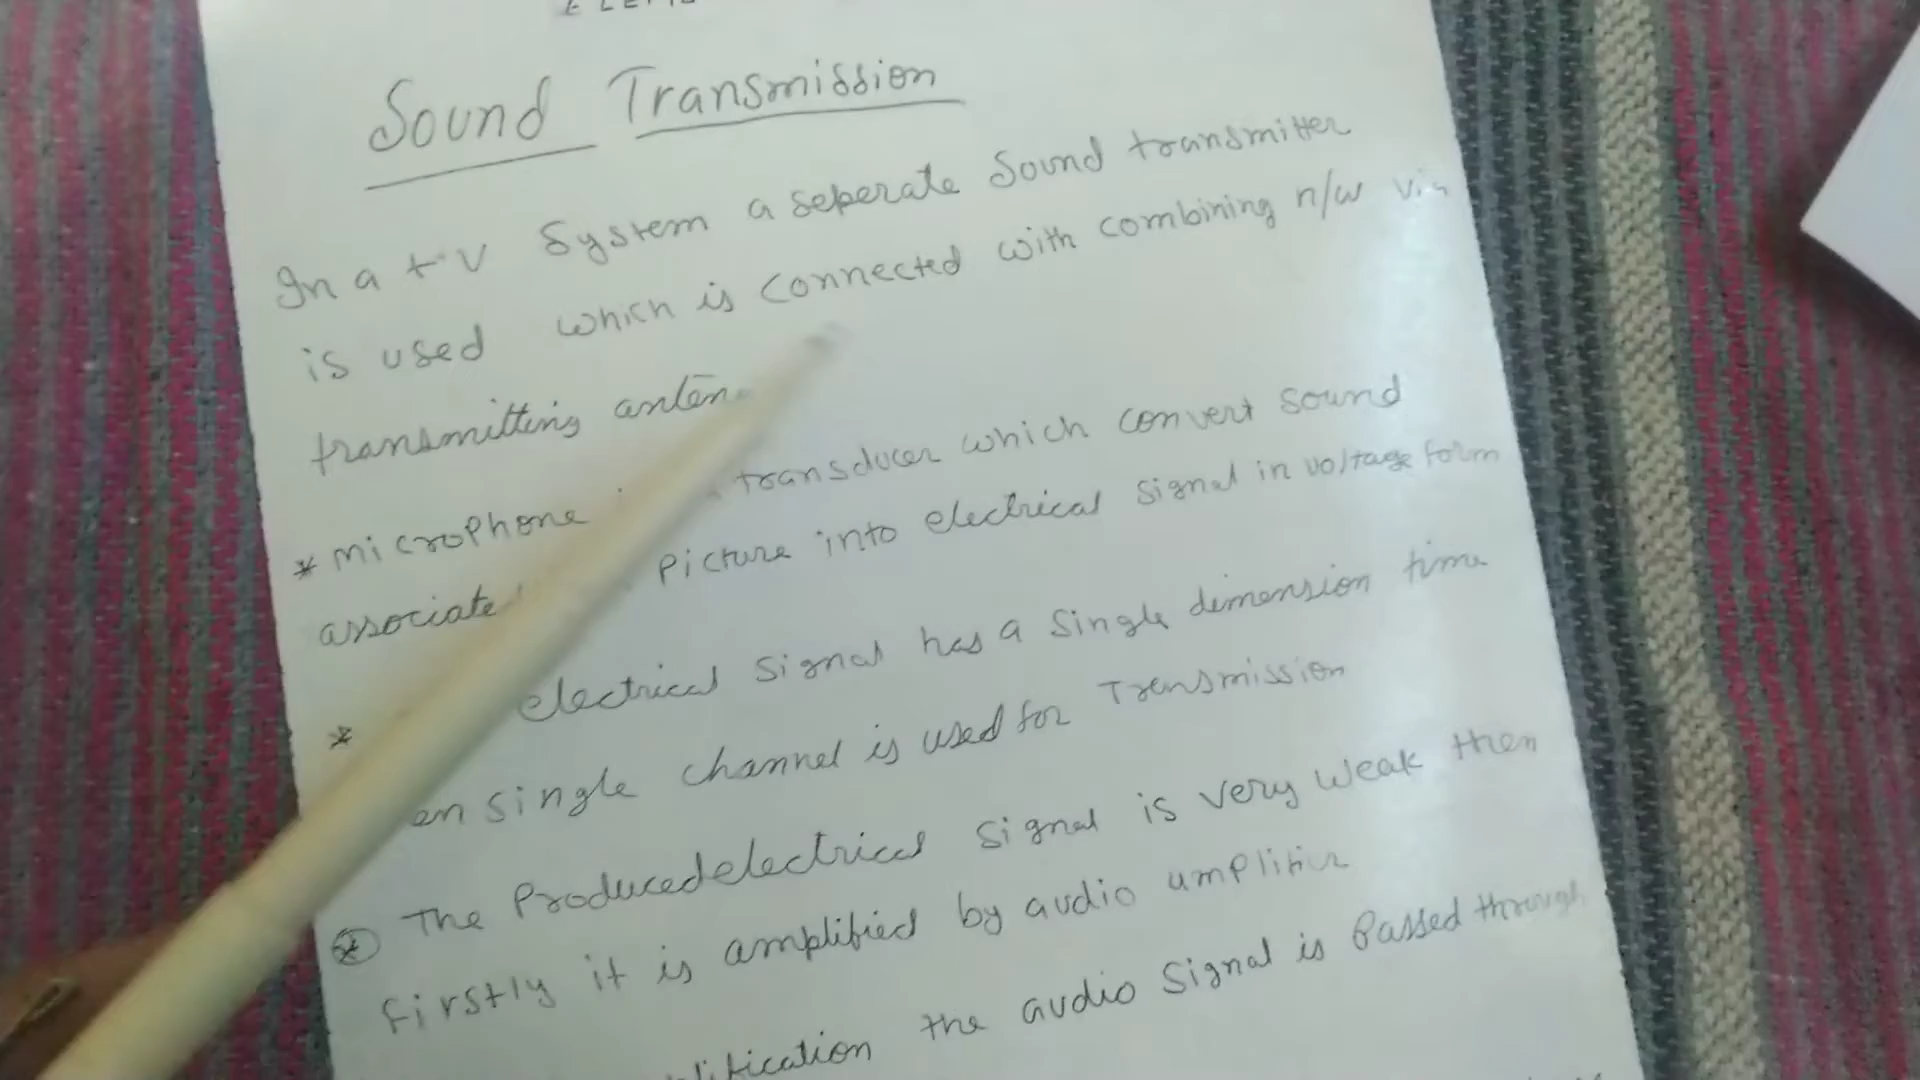 Sound Transmission
In a t.v System a seperate Sound transmitter
is used which is connected with combining n/w via
transmitting
* microphone transducer which convert sound
picture into electrical signal in voltage form
* electrical signal has a single dimension time
single channel is used for Transmission
* The Produced electrical signal is very weak then
firstly it is amplified by audio amplifier
the audio signal is Passed through